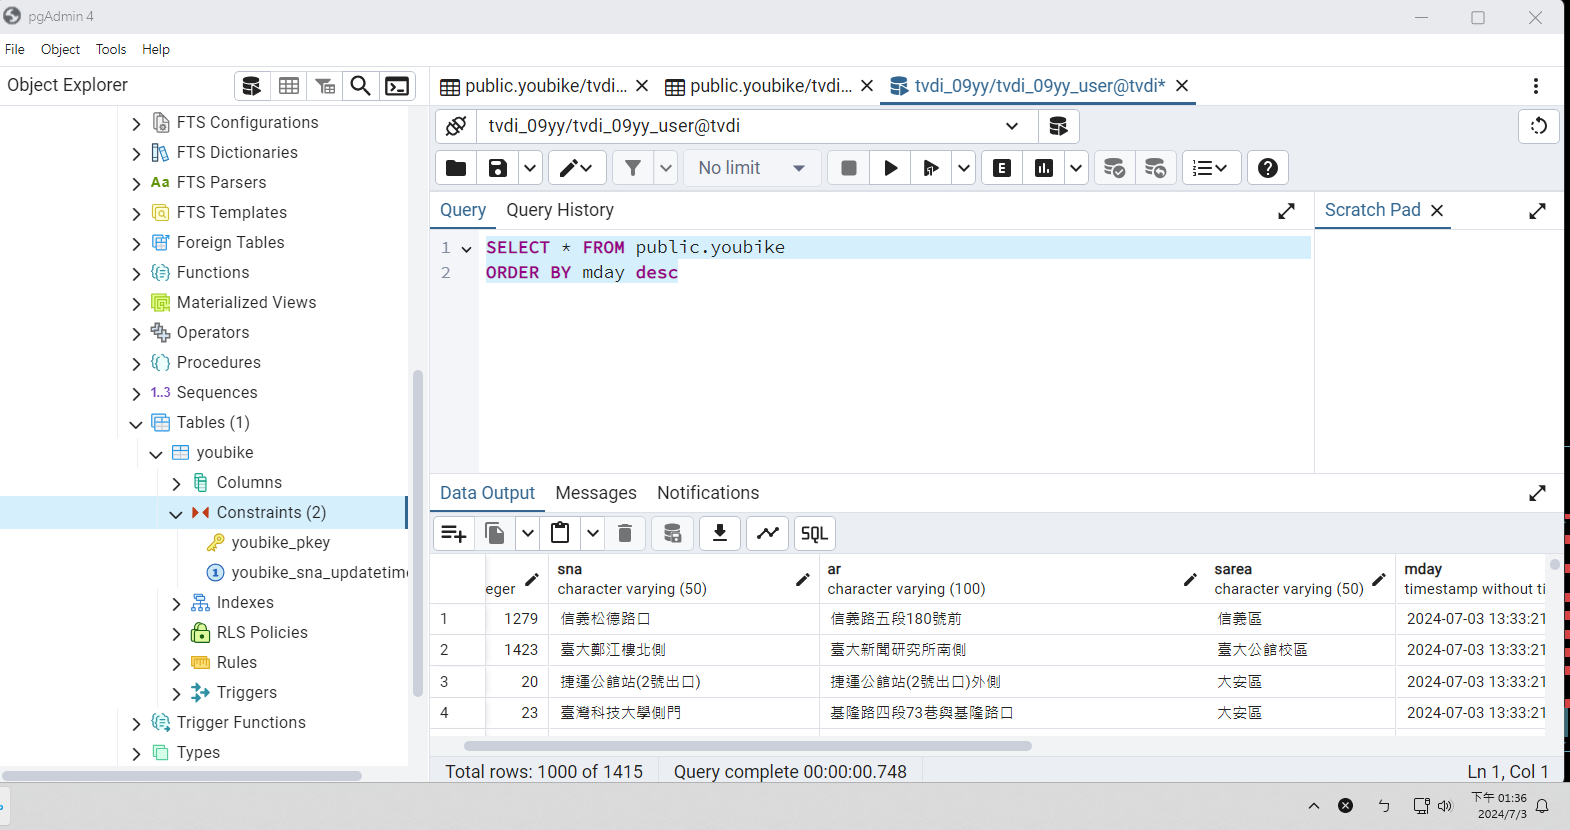 pgAdmin 4
File Object Tools Help
Object Explorer
FTS Configurations
FTS Dictionaries
Aa FTS Parsers
FTS Templates
Foreign Tables
Functions
Materialized Views
Operators
Procedures
1..3 Sequences
Tables (1)
youbike
Columns
Constraints (2)
youbike_pkey
1 youbike_sna_updatetime
Indexes
RLS Policies
Rules
Triggers
Trigger Functions
Types
public.youbike/tvdi... public.youbike/tvdi... tvdi_09yy/tvdi_09yy_user@tvdi*
tvdi_09yy/tvdi_09yy_user@tvdi
No limit E
Query Query History
Scratch Pad
1 SELECT * FROM public.youbike
2 ORDER BY mday desc
Data Output Messages Notifications
SQL
sna ar sarea mday
eger character varying (50) character varying (100) character varying (50) timestamp without ti
1 1279 信義松德路口 信義路五段180號前 信義區 2024-07-03 13:33:21
2 1423 臺大鄭江樓北側 臺大新聞研究所南側 臺大公館校區 2024-07-03 13:33:21
3 20 捷運公館站(2號出口) 捷運公館站(2號出口)外側 大安區 2024-07-03 13:33:21
4 23 臺灣科技大學側門 基隆路四段73巷與基隆路口 大安區 2024-07-03 13:33:21
Total rows: 1000 of 1415 Query complete 00:00:00.748 Ln 1, Col 1
ㄅ 下午 01:36
2024/7/3